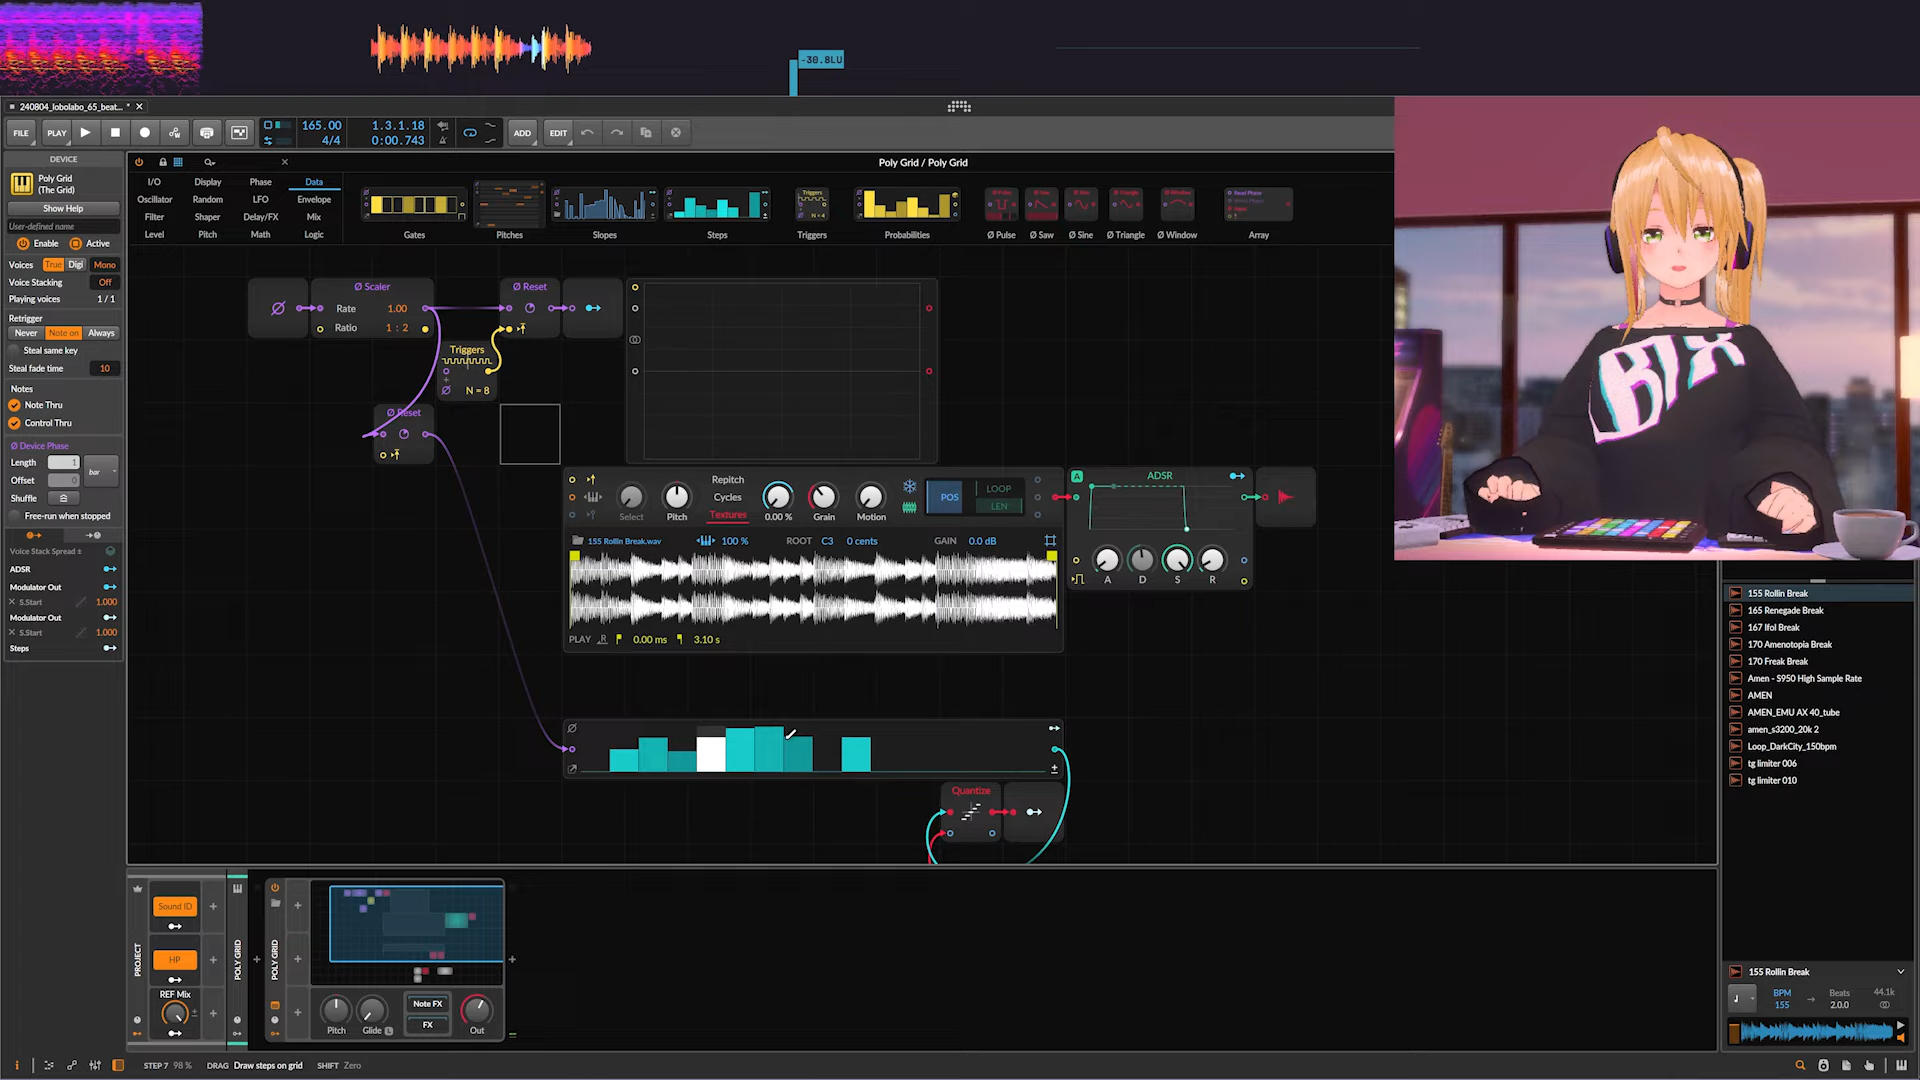 -30.8LU
240804_lobolabo_65_beat... *
FILE
PLAY
165.00
4/4
1.3.1.18
0:00.743
ADD
EDIT
DEVICE
Poly Grid
(The Grid)
Show Help
User-defined name
Enable
Active
Voices
True
Digi
Mono
Voice Stacking
Off
Playing voices
1 / 1
Retrigger
Never
Note on
Always
Steal same key
Steal fade time
10
Notes
Note Thru
Control Thru
Ø Device Phase
Length
1
bar
Offset
0
Shuffle
Free-run when stopped
Voice Stack Spread ±
ADSR
Modulator Out
S.Start
1.000
Modulator Out
S.Start
1.000
Steps
Poly Grid / Poly Grid
I/O
Display
Phase
Data
Oscillator
Random
LFO
Envelope
Filter
Shaper
Delay/FX
Mix
Level
Pitch
Math
Logic
Gates
Pitches
Slopes
Steps
Triggers
N = 4
Triggers
Probabilities
Ø Pulse
Ø Saw
Ø Sine
Ø Triangle
Ø Window
Array
Ø Scaler
Rate
1.00
Ratio
1 : 2
Ø Reset
Triggers
N = 8
Ø Reset
Select
Pitch
Repitch
Cycles
Textures
0.00 %
Grain
Motion
POS
LOOP
LEN
155 Rollin Break.wav
100 %
ROOT
C3
0 cents
GAIN
0.0 dB
PLAY
0.00 ms
3.10 s
A
ADSR
A
D
S
R
Quantize
BTX
155 Rollin Break
165 Renegade Break
167 Ifol Break
170 Amenotopia Break
170 Freak Break
Amen - S950 High Sample Rate
AMEN
AMEN_EMU AX 40_tube
amen_s3200_20k 2
Loop_DarkCity_150bpm
tg limiter 006
tg limiter 010
155 Rollin Break
BPM
155
Beats
2.0.0
44.1k
PROJECT
Sound ID
HP
REF Mix
POLY GRID
POLY GRID
Pitch
Glide
L
Note FX
FX
Out
STEP 7
98 %
DRAG
Draw steps on grid
SHIFT
Zero